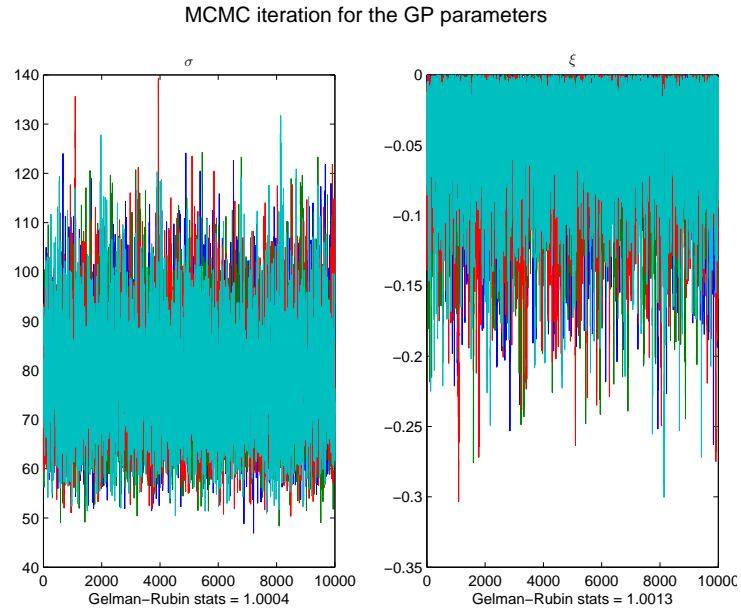 MCMC iteration for the GP parameters
σ
140
130
120
110
100
90
80
70
60
50
40
0 2000 4000 6000 8000 10000
Gelman−Rubin stats = 1.0004
ξ
0
−0.05
−0.1
−0.15
−0.2
−0.25
−0.3
−0.35
0 2000 4000 6000 8000 10000
Gelman−Rubin stats = 1.0013